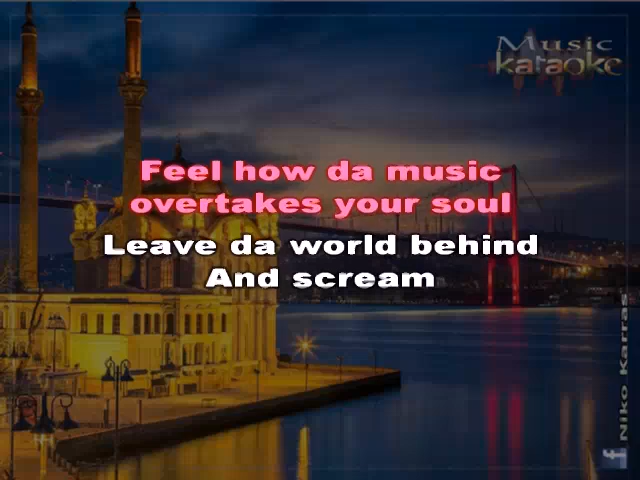 Music
karaoke
Feel how da music
overtakes your soul
Leave da world behind
And scream
Niko Karras
f